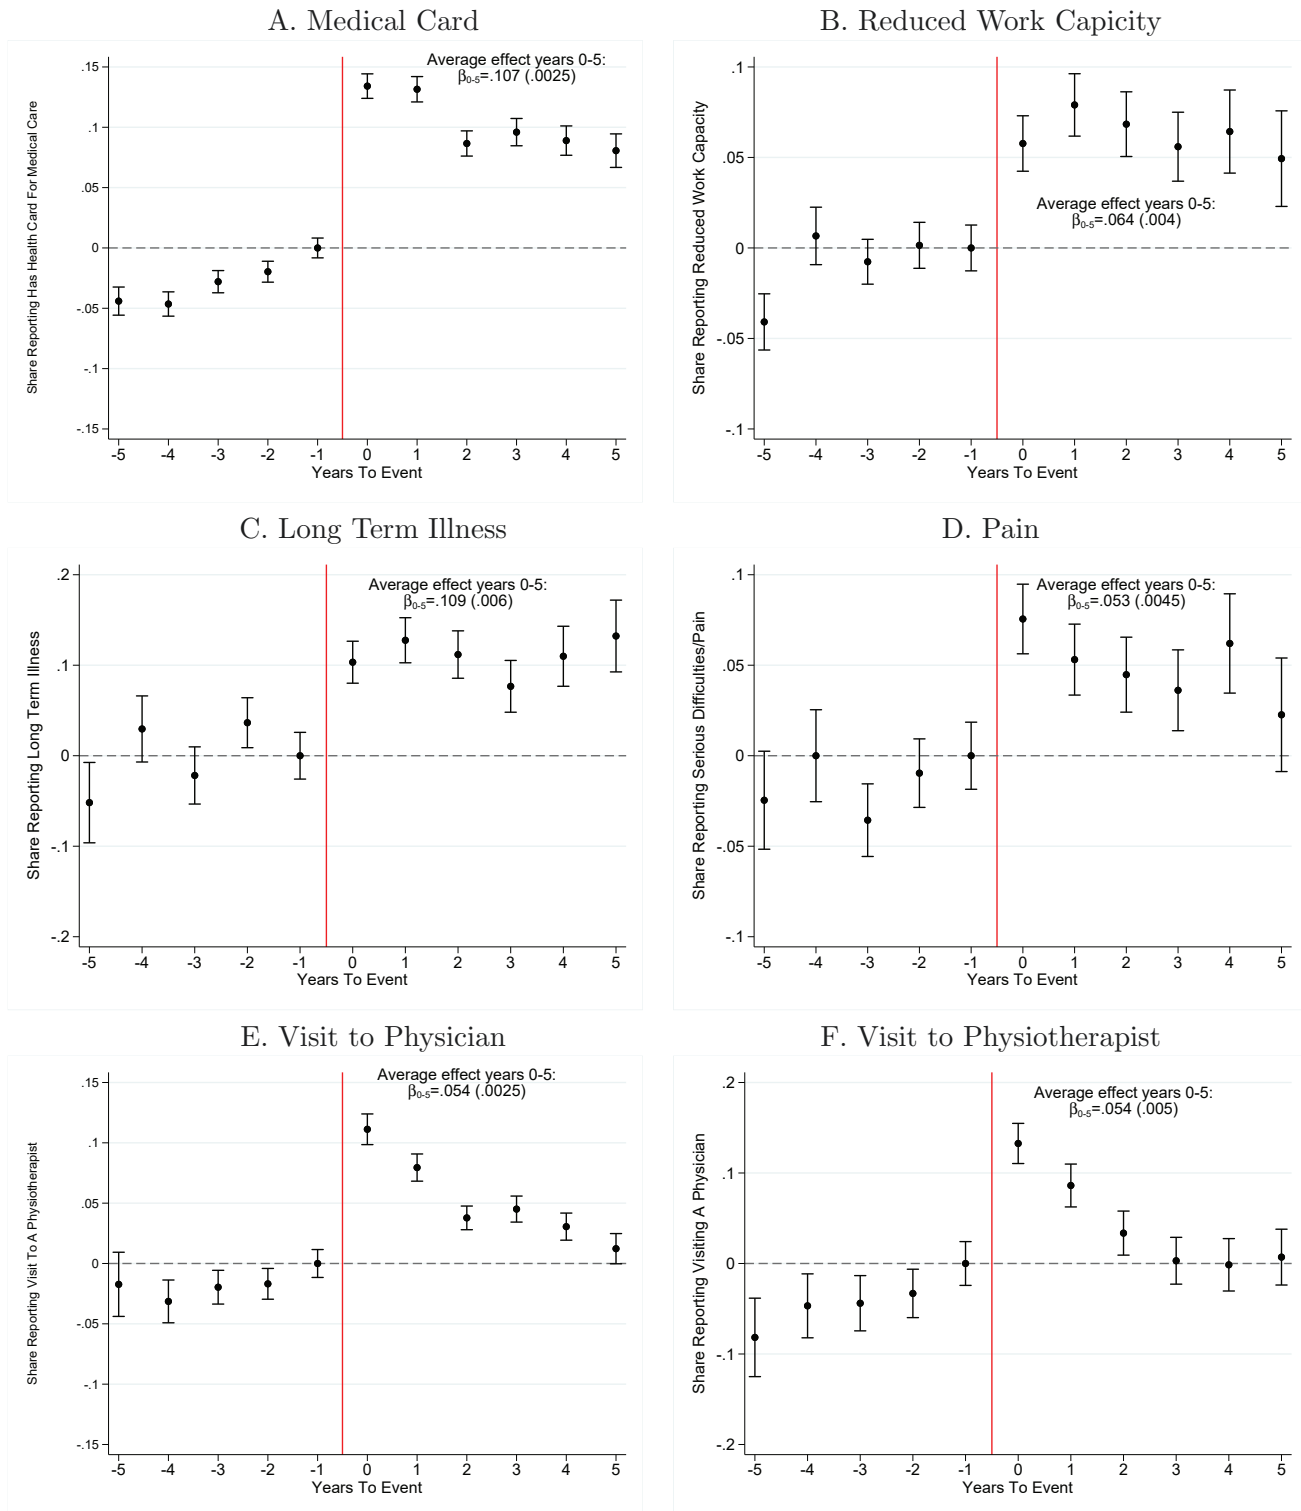 A. Medical Card
Share Reporting Has Health Card For Medical Care
.15
.1
.05
0
-.05
-.1
-.15
Average effect years 0-5:
β0-5=.107 (.0025)
-5 -4 -3 -2 -1 0 1 2 3 4 5
Years To Event
B. Reduced Work Capicity
Share Reporting Reduced Work Capacity
.1
.05
0
-.05
-.1
Average effect years 0-5:
β0-5=.064 (.004)
-5 -4 -3 -2 -1 0 1 2 3 4 5
Years To Event
C. Long Term Illness
Share Reporting Long Term Illness
.2
.1
0
-.1
-.2
Average effect years 0-5:
β0-5=.109 (.006)
-5 -4 -3 -2 -1 0 1 2 3 4 5
Years To Event
D. Pain
Share Reporting Serious Difficulties/Pain
.1
.05
0
-.05
-.1
Average effect years 0-5:
β0-5=.053 (.0045)
-5 -4 -3 -2 -1 0 1 2 3 4 5
Years To Event
E. Visit to Physician
Share Reporting Visit To A Physiotherapist
.15
.1
.05
0
-.05
-.1
-.15
Average effect years 0-5:
β0-5=.054 (.0025)
-5 -4 -3 -2 -1 0 1 2 3 4 5
Years To Event
F. Visit to Physiotherapist
Share Reporting Visiting A Physician
.2
.1
0
-.1
-.2
Average effect years 0-5:
β0-5=.054 (.005)
-5 -4 -3 -2 -1 0 1 2 3 4 5
Years To Event